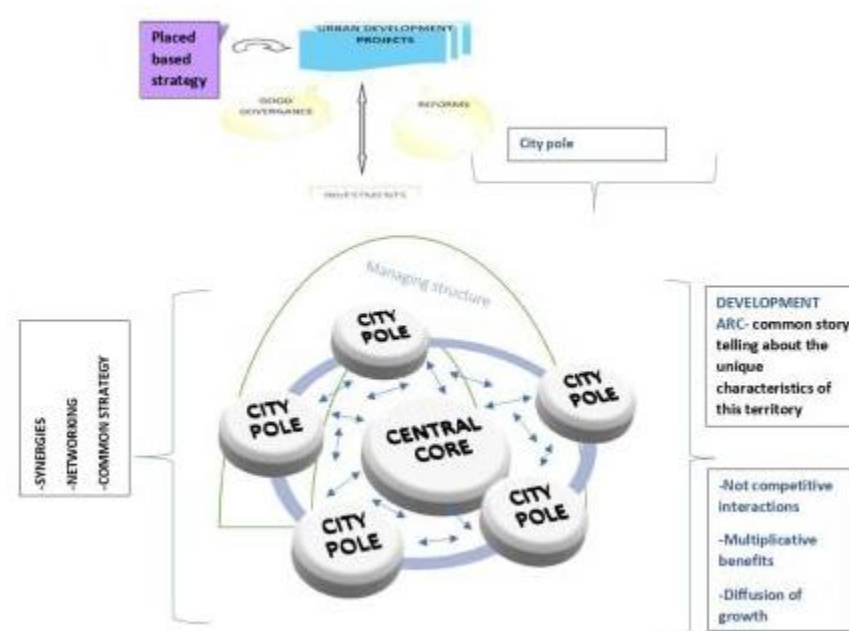 Placed
based
strategy
URBAN DEVELOPMENT
PROJECTS
GOOD
GOVERNANCE
REFORMS
INVESTMENTS
City pole
Managing structure
CITY
POLE
CITY
POLE
CITY
POLE
CENTRAL
CORE
CITY
POLE
CITY
POLE
-SYNERGIES
-NETWORKING
-COMMON STRATEGY
DEVELOPMENT
ARC- common story
telling about the
unique
characteristics of
this territory
-Not competitive
interactions
-Multiplicative
benefits
-Diffusion of
growth